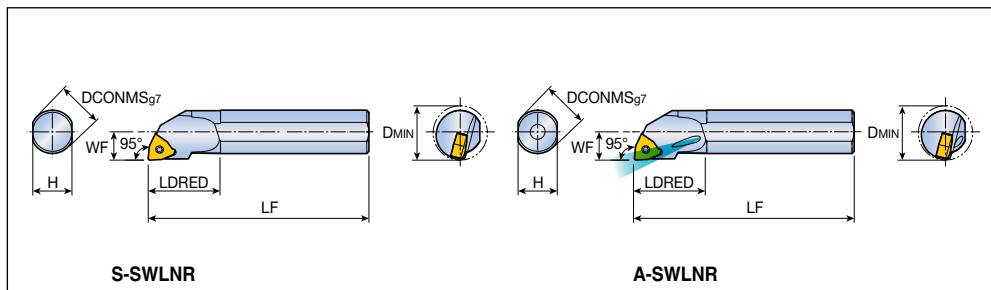 DCONMSg7
WF
95°
H
LDRED
LF
DMIN
S-SWLNR
DCONMSg7
WF
95°
H
LDRED
LF
DMIN
A-SWLNR